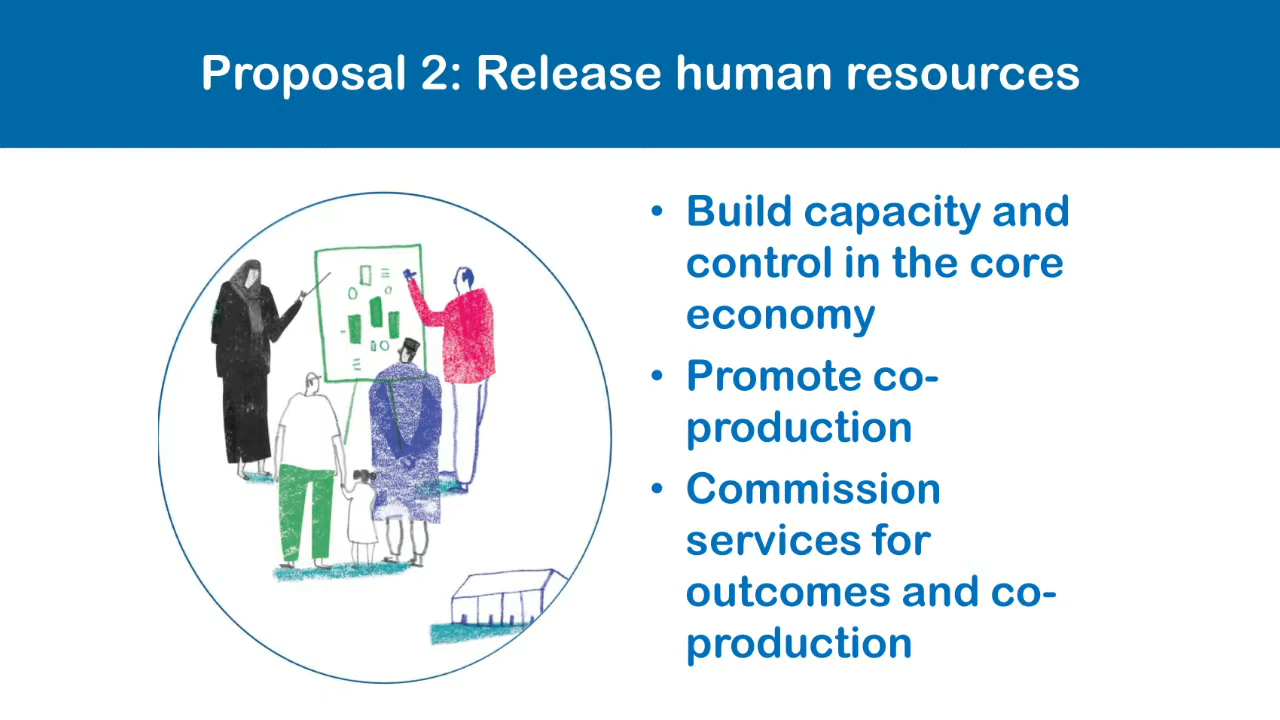 Proposal 2: Release human resources
• Build capacity and
control in the core
economy
• Promote co-
production
• Commission
services for
outcomes and co-
production